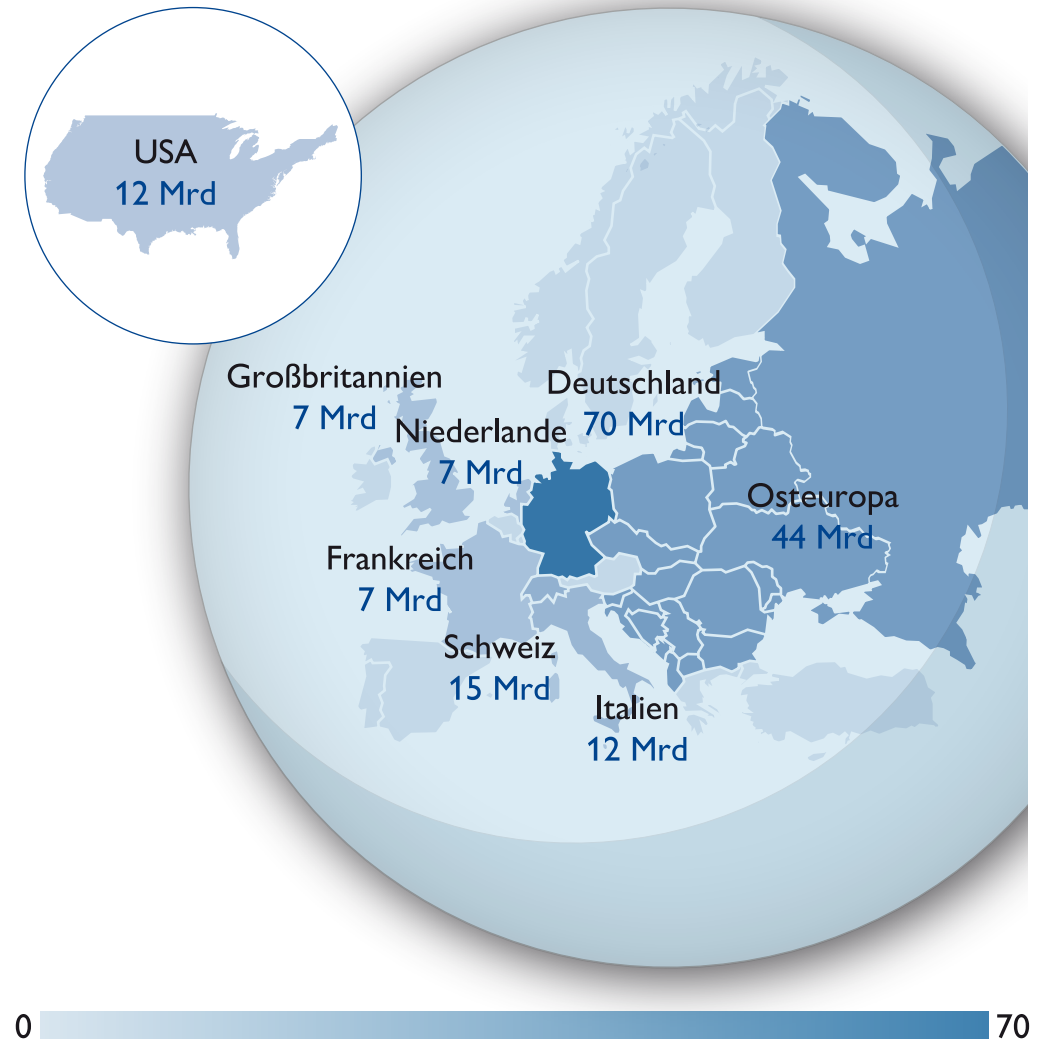 USA
12 Mrd
Großbritannien
7 Mrd
Deutschland
70 Mrd
Niederlande
7 Mrd
Osteuropa
44 Mrd
Frankreich
7 Mrd
Schweiz
15 Mrd
Italien
12 Mrd
0
70